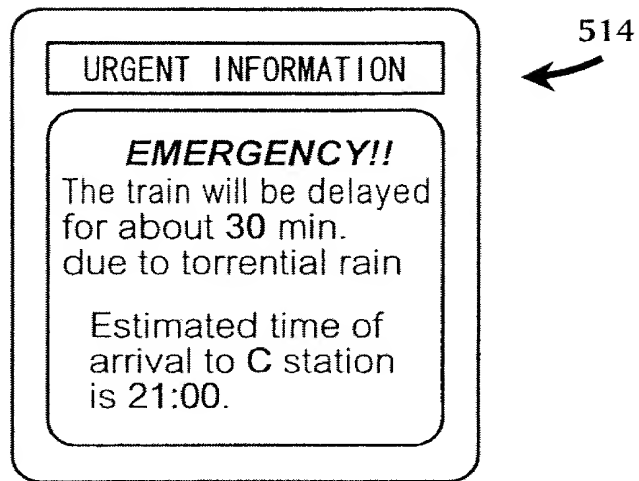 514
URGENT INFORMATION
EMERGENCY!!
The train will be delayed
for about 30 min.
due to torrential rain
Estimated time of
arrival to C station
is 21:00.